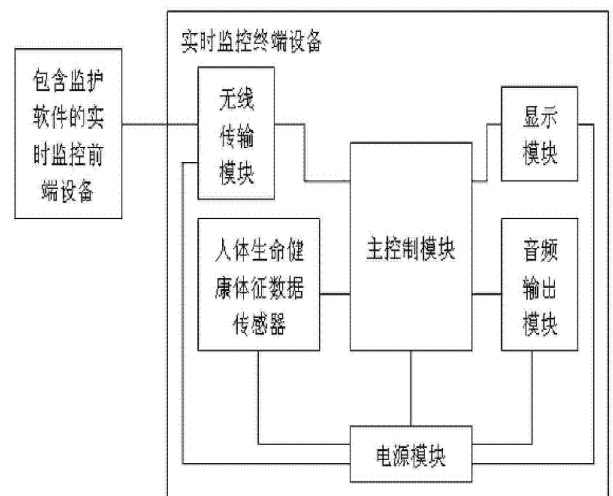 实时监控终端设备
包含监护
软件的实
时监控前
端设备
无线
传输
模块
显示
模块
人体生命健
康体征数据
传感器
主控制模块
音频
输出
模块
电源模块